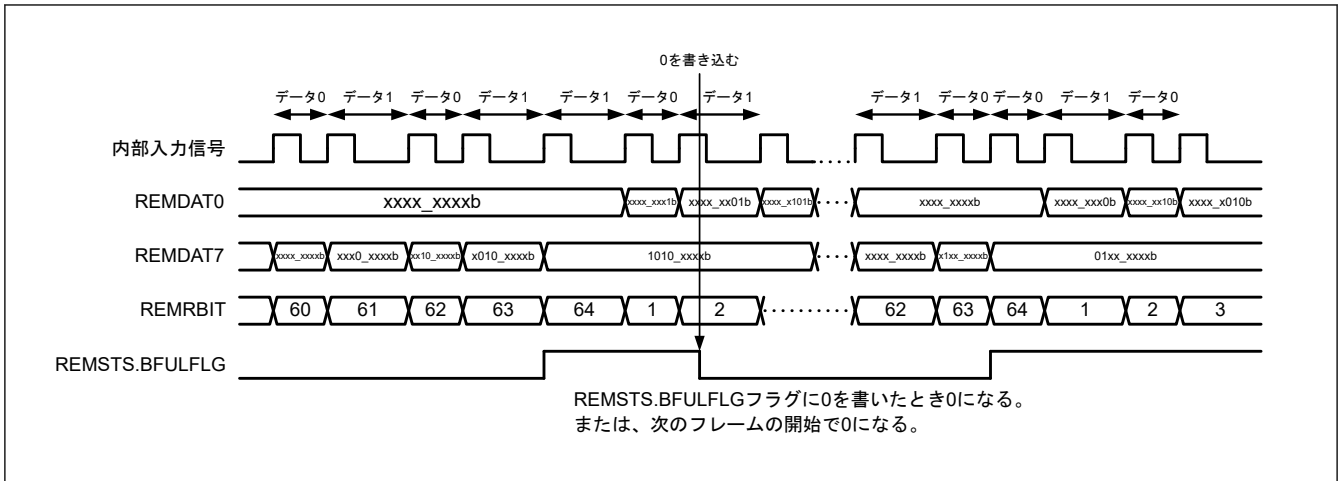 0を書き込む
データ0 データ1 データ0 データ1 データ1 データ0 データ1 データ1 データ0 データ0 データ1 データ0
内部入力信号
REMDAT0 xxxx_xxxxb xxxx_xxx1b xxxx_xx01b xxxx_x101b xxxx_xxxxb xxxx_xxx0b xxxx_xx10b xxxx_x010b
REMDAT7 xxxx_xxxxb xxx0_xxxxb xx10_xxxxb x010_xxxxb 1010_xxxxb xxxx_xxxxb x1xx_xxxxb 01xx_xxxxb
REMRBIT 60 61 62 63 64 1 2 62 63 64 1 2 3
REMSTS.BFULFLG
REMSTS.BFULFLGフラグに0を書いたとき0になる。
または、次のフレームの開始で0になる。